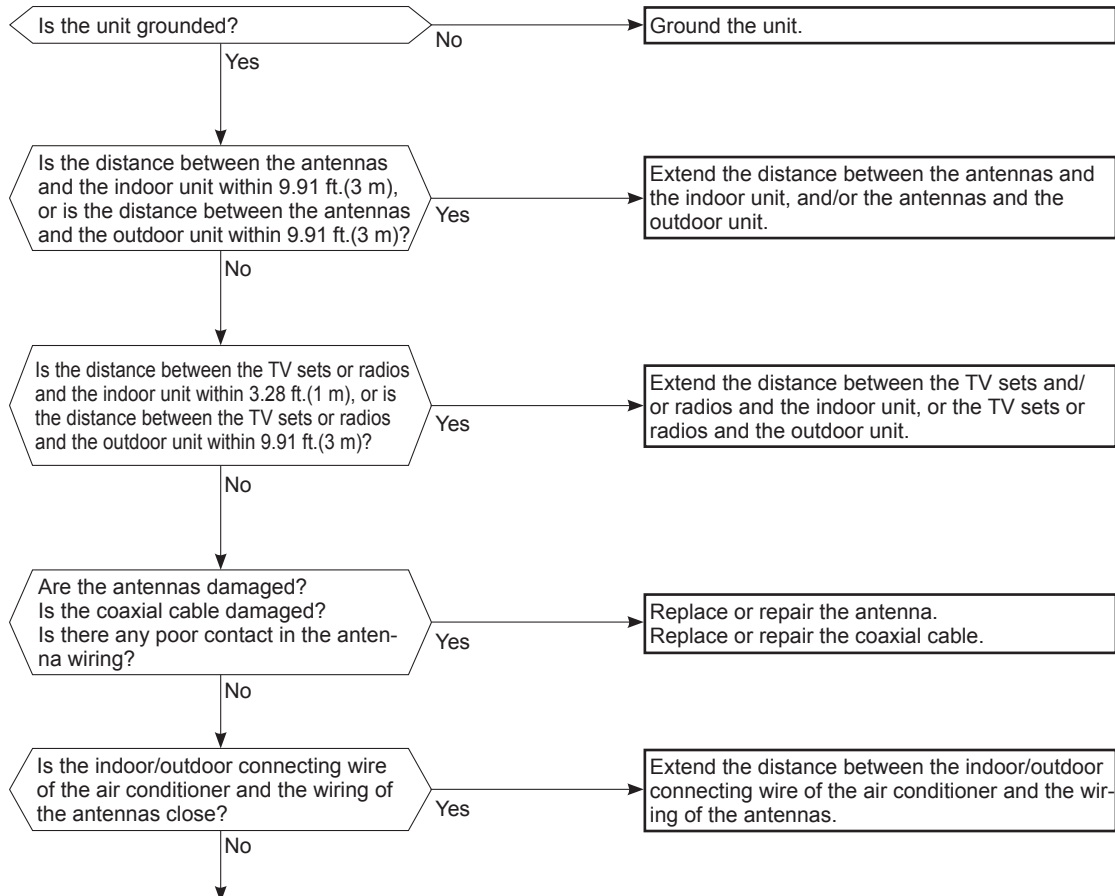 Is the unit grounded?
No
Ground the unit.
Yes
Is the distance between the antennas
and the indoor unit within 9.91 ft.(3 m),
or is the distance between the antennas
and the outdoor unit within 9.91 ft.(3 m)?
Yes
Extend the distance between the antennas and
the indoor unit, and/or the antennas and the
outdoor unit.
No
Is the distance between the TV sets or radios
and the indoor unit within 3.28 ft.(1 m), or is
the distance between the TV sets or radios
and the outdoor unit within 9.91 ft.(3 m)?
Yes
Extend the distance between the TV sets and/
or radios and the indoor unit, or the TV sets or
radios and the outdoor unit.
No
Are the antennas damaged?
Is the coaxial cable damaged?
Is there any poor contact in the anten-
na wiring?
Yes
Replace or repair the antenna.
Replace or repair the coaxial cable.
No
Is the indoor/outdoor connecting wire
of the air conditioner and the wiring of
the antennas close?
Yes
Extend the distance between the indoor/outdoor
connecting wire of the air conditioner and the wir-
ing of the antennas.
No